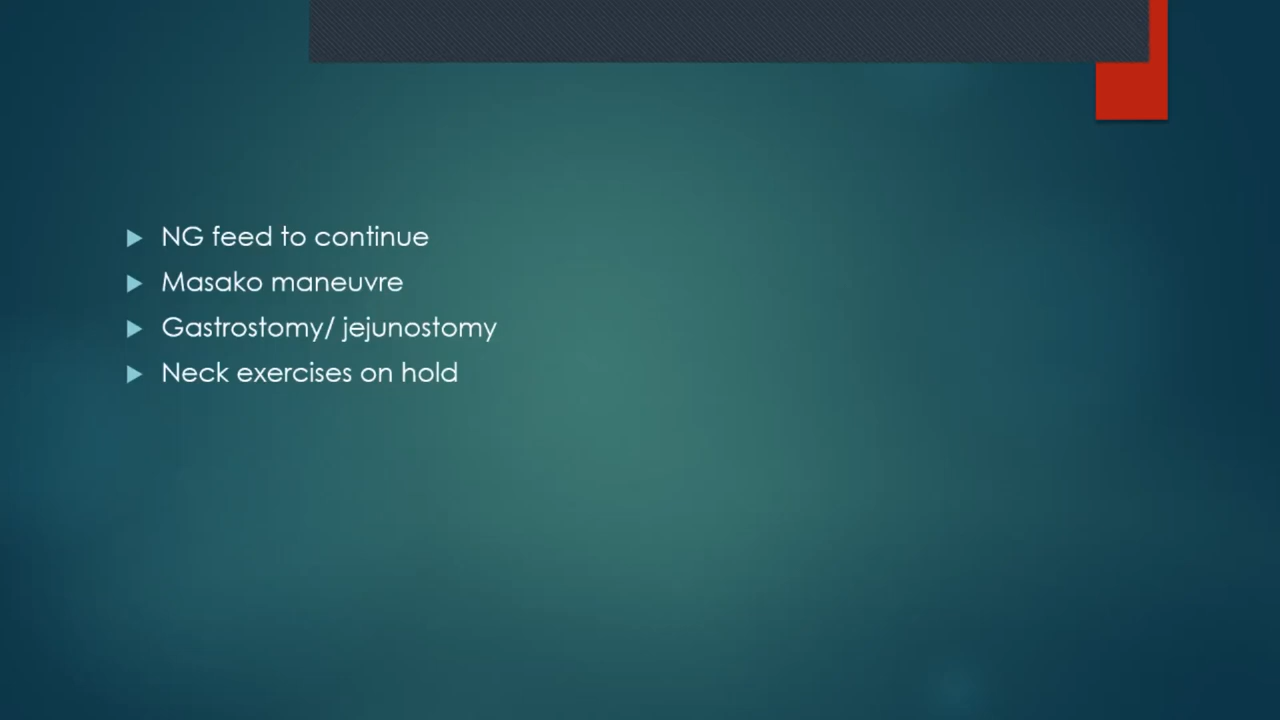 NG feed to continue
Masako maneuvre
Gastrostomy/ jejunostomy
Neck exercises on hold